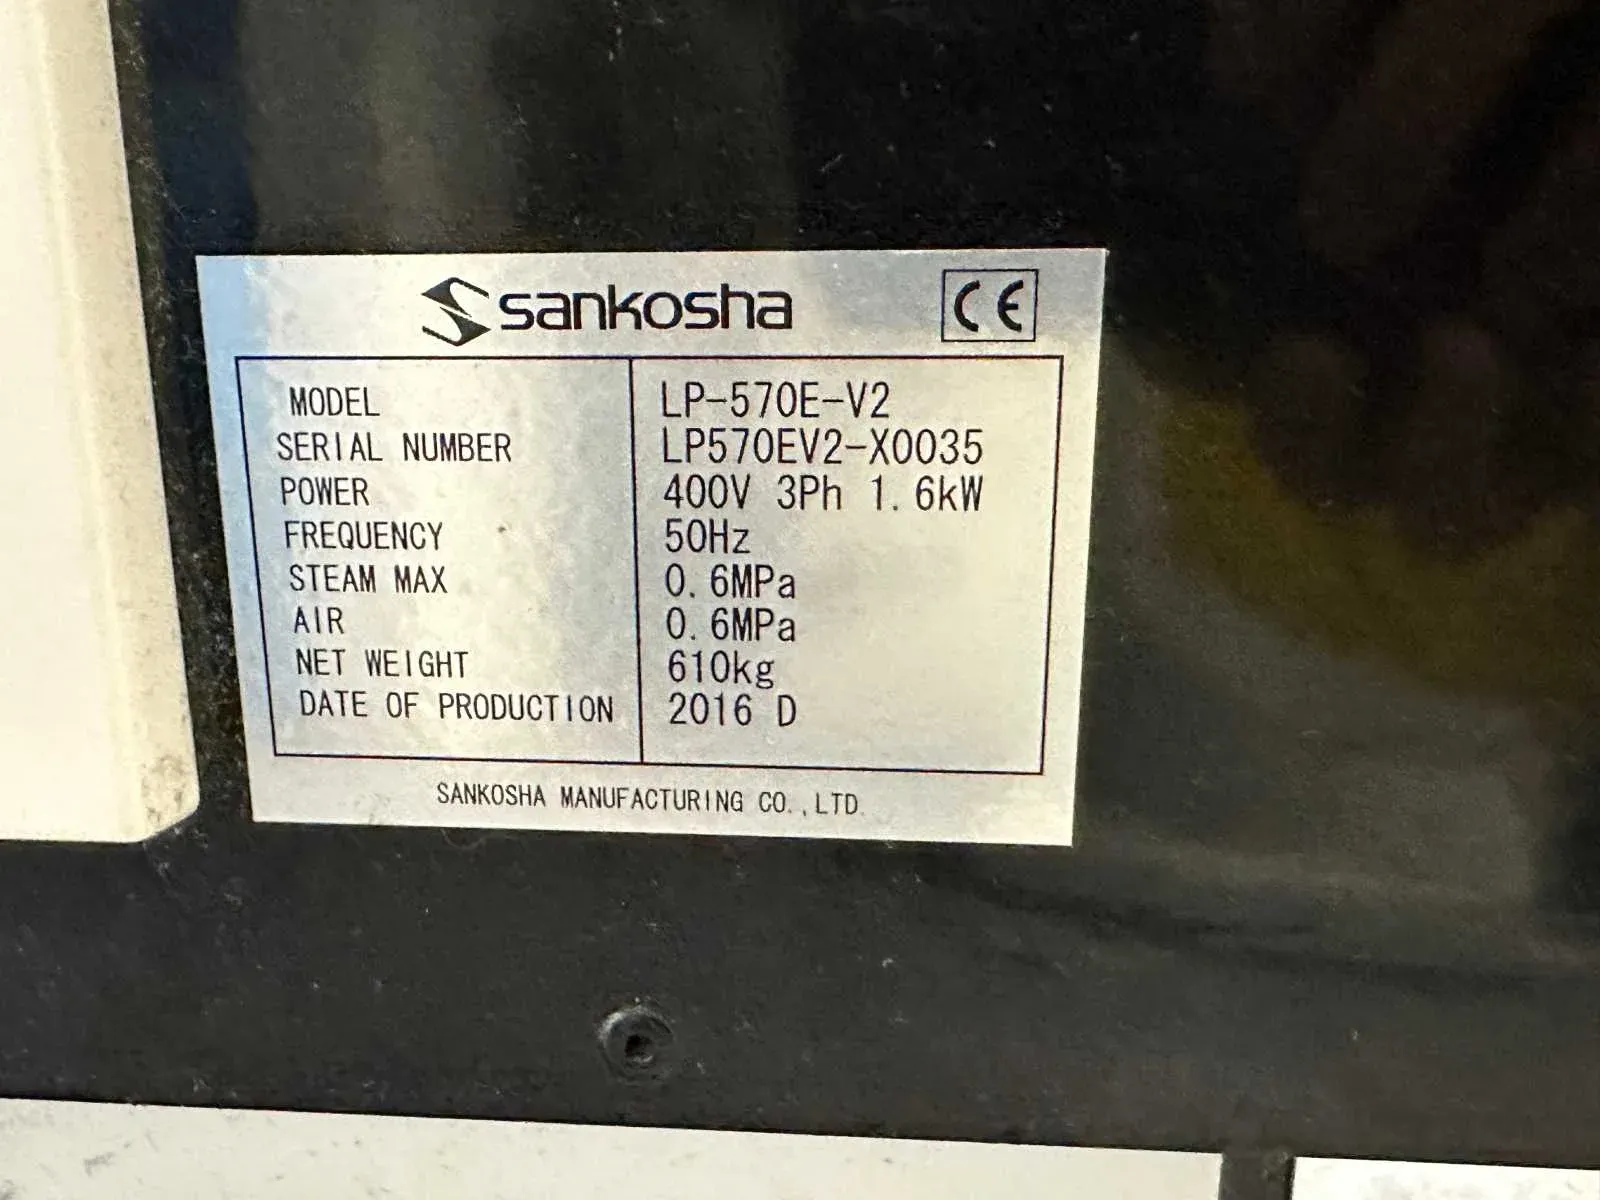 sankosha CE
MODEL LP-570E-V2
SERIAL NUMBER LP570EV2-X0035
POWER 400V 3Ph 1.6kW
FREQUENCY 50Hz
STEAM MAX 0.6MPa
AIR 0.6MPa
NET WEIGHT 610kg
DATE OF PRODUCTION 2016 D
SANKOSHA MANUFACTURING CO.,LTD.